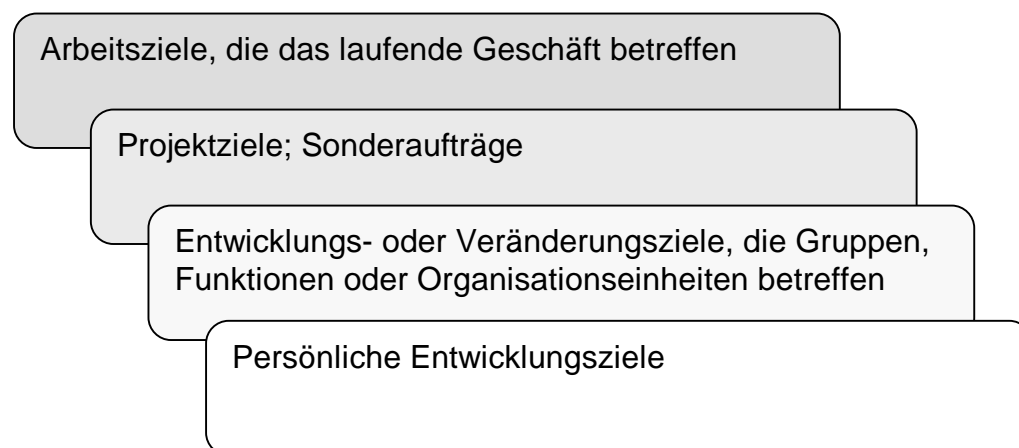 Arbeitsziele, die das laufende Geschäft betreffen
Projektziele; Sonderaufträge
Entwicklungs- oder Veränderungsziele, die Gruppen,
Funktionen oder Organisationseinheiten betreffen
Persönliche Entwicklungsziele